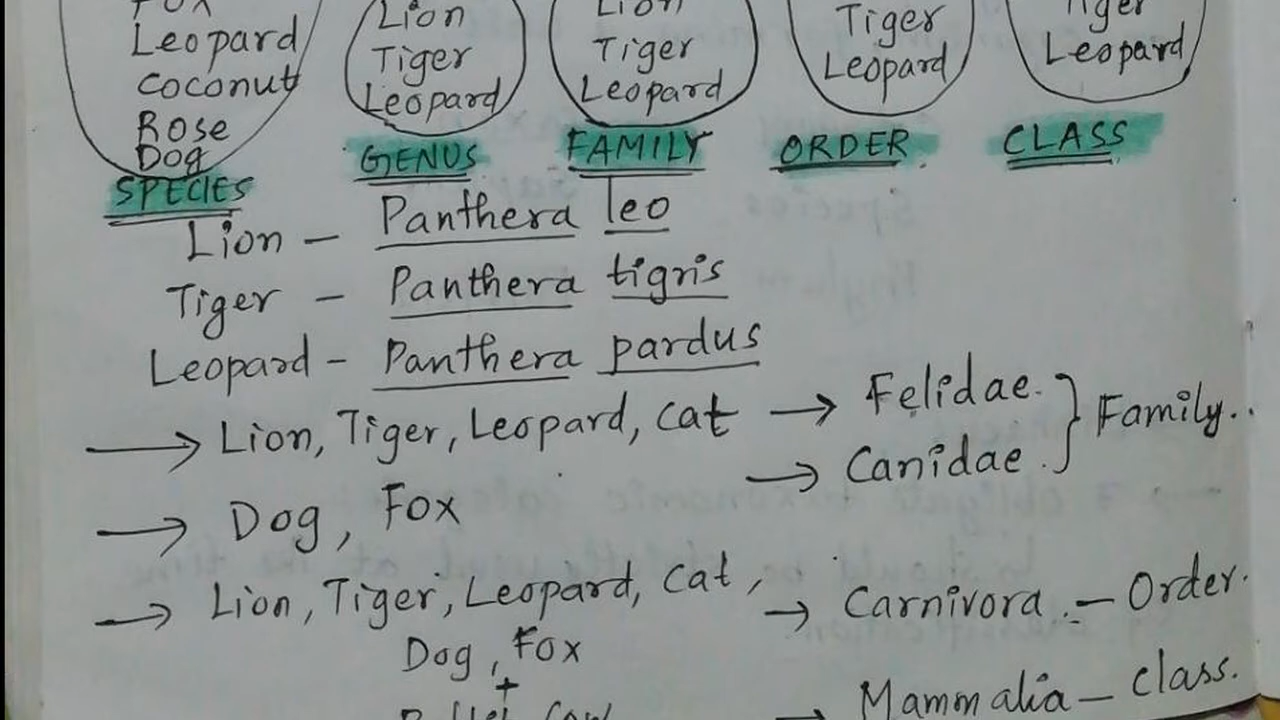 Leopard
Coconut
Rose
Dog
SPECIES
Lion
Tiger
Leopard
GENUS
Lion
Tiger
Leopard
FAMILY
Tiger
Leopard
ORDER
Tiger
Leopard
CLASS
Lion – Panthera leo
Tiger – Panthera tigris
Leopard – Panthera pardus
→ Lion, Tiger, Leopard, cat → Felidae. } Family..
→ Canidae.
→ Dog, Fox
→ Lion, Tiger, Leopard, cat, → Carnivora. – Order.
Dog, Fox
+
→ Mammalia – class.